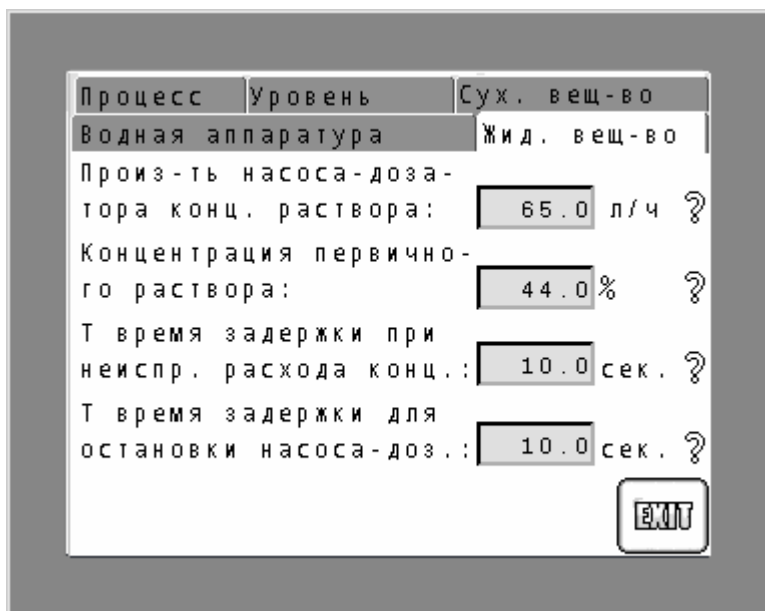 Процесс Уровень Сух. вещ-во
Водная аппаратура Жид. вещ-во
Произ-ть насоса-доза-
тора конц. раствора: 65.0 л/ч ?
Концентрация первично-
го раствора: 44.0 % ?
Т время задержки при
неиспр. расхода конц.: 10.0 сек. ?
Т время задержки для
остановки насоса-доз.: 10.0 сек. ?
EXIT